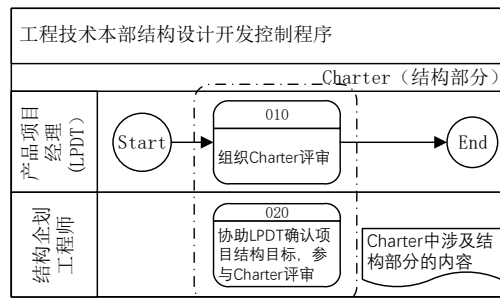 工程技术本部结构设计开发控制程序
Charter（结构部分）
产品项目
经理
(LPDT)
Start
010
组织Charter评审
End
结构企划
工程师
020
协助LPDT确认项
目结构目标，参
与Charter评审
Charter中涉及结
构部分的内容